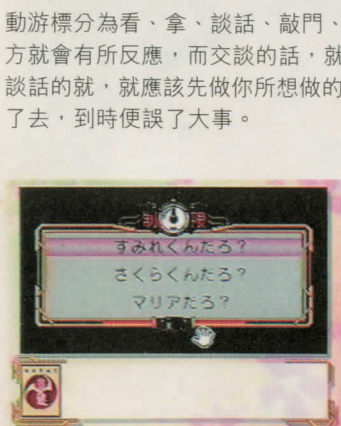 動游標分為看、拿、談話、敲門、
方就會有所反應，而交談的話，就
談話的就，就應該先做你所想做的
了去，到時便誤了大事。
すみれくんだろ？
さくらくんだろ？
マリアだろ？